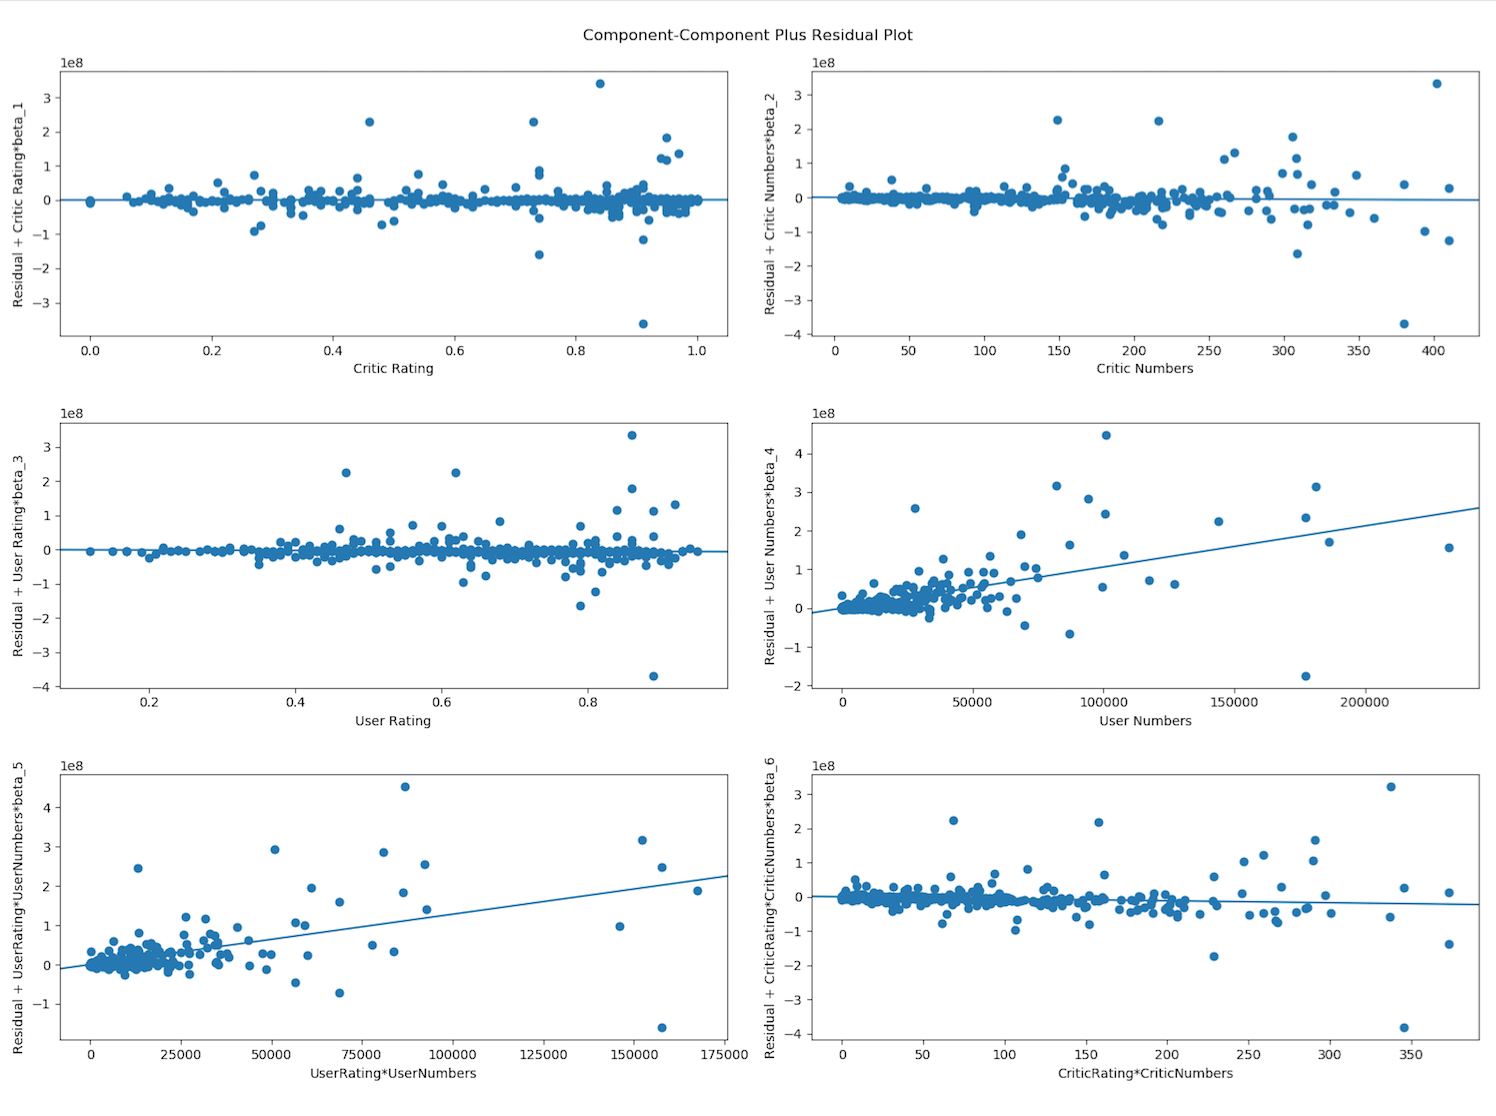 Component-Component Plus Residual Plot
1e8
Residual + Critic Rating*beta_1
3
2
1
0
−1
−2
−3
0.0 0.2 0.4 0.6 0.8 1.0
Critic Rating
1e8
Residual + Critic Numbers*beta_2
3
2
1
0
−1
−2
−3
−4
0 50 100 150 200 250 300 350 400
Critic Numbers
1e8
Residual + User Rating*beta_3
3
2
1
0
−1
−2
−3
−4
0.2 0.4 0.6 0.8
User Rating
1e8
Residual + User Numbers*beta_4
4
3
2
1
0
−1
−2
0 50000 100000 150000 200000
User Numbers
1e8
Residual + UserRating*UserNumbers*beta_5
4
3
2
1
0
−1
0 25000 50000 75000 100000 125000 150000 175000
UserRating*UserNumbers
1e8
Residual + CriticRating*CriticNumbers*beta_6
3
2
1
0
−1
−2
−3
−4
0 50 100 150 200 250 300 350
CriticRating*CriticNumbers